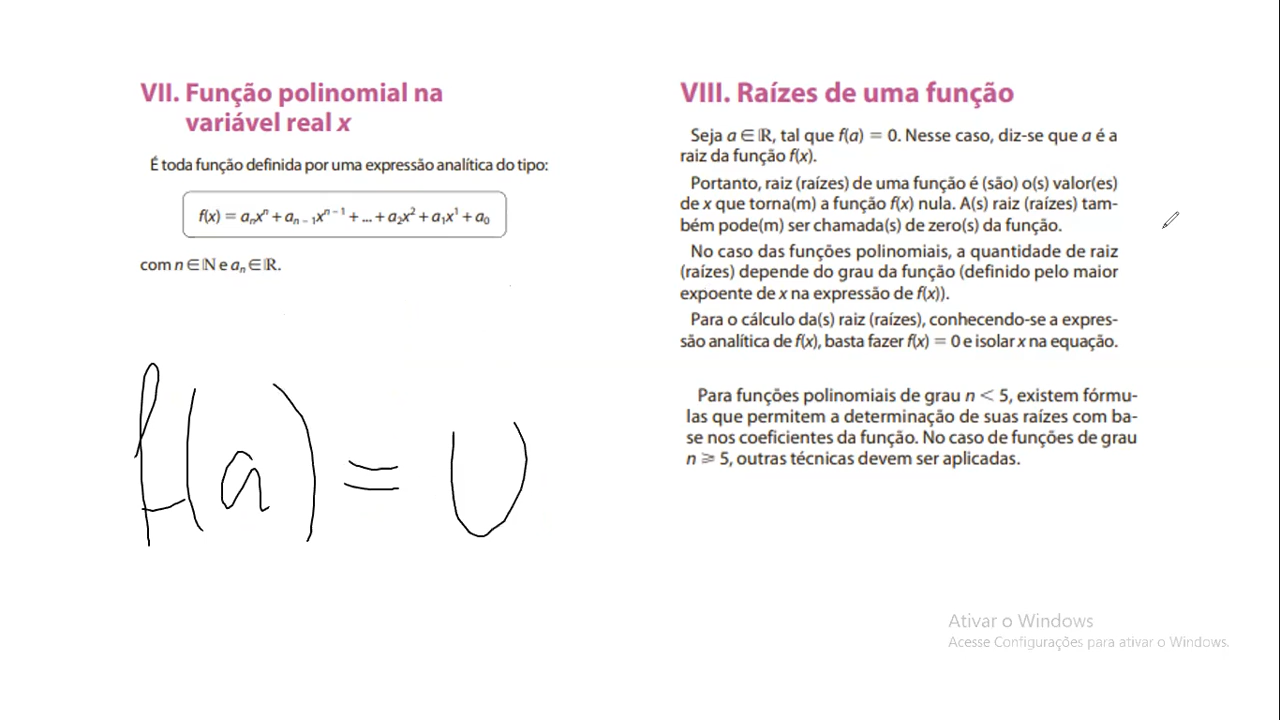 VII. Função polinomial na
variável real x
É toda função definida por uma expressão analítica do tipo:
f(x) = aₙxⁿ + aₙ₋₁xⁿ⁻¹ + ... + a₂x² + a₁x¹ + a₀
com n ∈ ℕ e aₙ ∈ ℝ.
f(a) = 0
VIII. Raízes de uma função
Seja a ∈ ℝ, tal que f(a) = 0. Nesse caso, diz-se que a é a
raiz da função f(x).
Portanto, raiz (raízes) de uma função é (são) o(s) valor(es)
de x que torna(m) a função f(x) nula. A(s) raiz (raízes) tam-
bém pode(m) ser chamada(s) de zero(s) da função.
No caso das funções polinomiais, a quantidade de raiz
(raízes) depende do grau da função (definido pelo maior
expoente de x na expressão de f(x)).
Para o cálculo da(s) raiz (raízes), conhecendo-se a expres-
são analítica de f(x), basta fazer f(x) = 0 e isolar x na equação.
Para funções polinomiais de grau n < 5, existem fórmu-
las que permitem a determinação de suas raízes com ba-
se nos coeficientes da função. No caso de funções de grau
n ⩾ 5, outras técnicas devem ser aplicadas.
Ativar o Windows
Acesse Configurações para ativar o Windows.